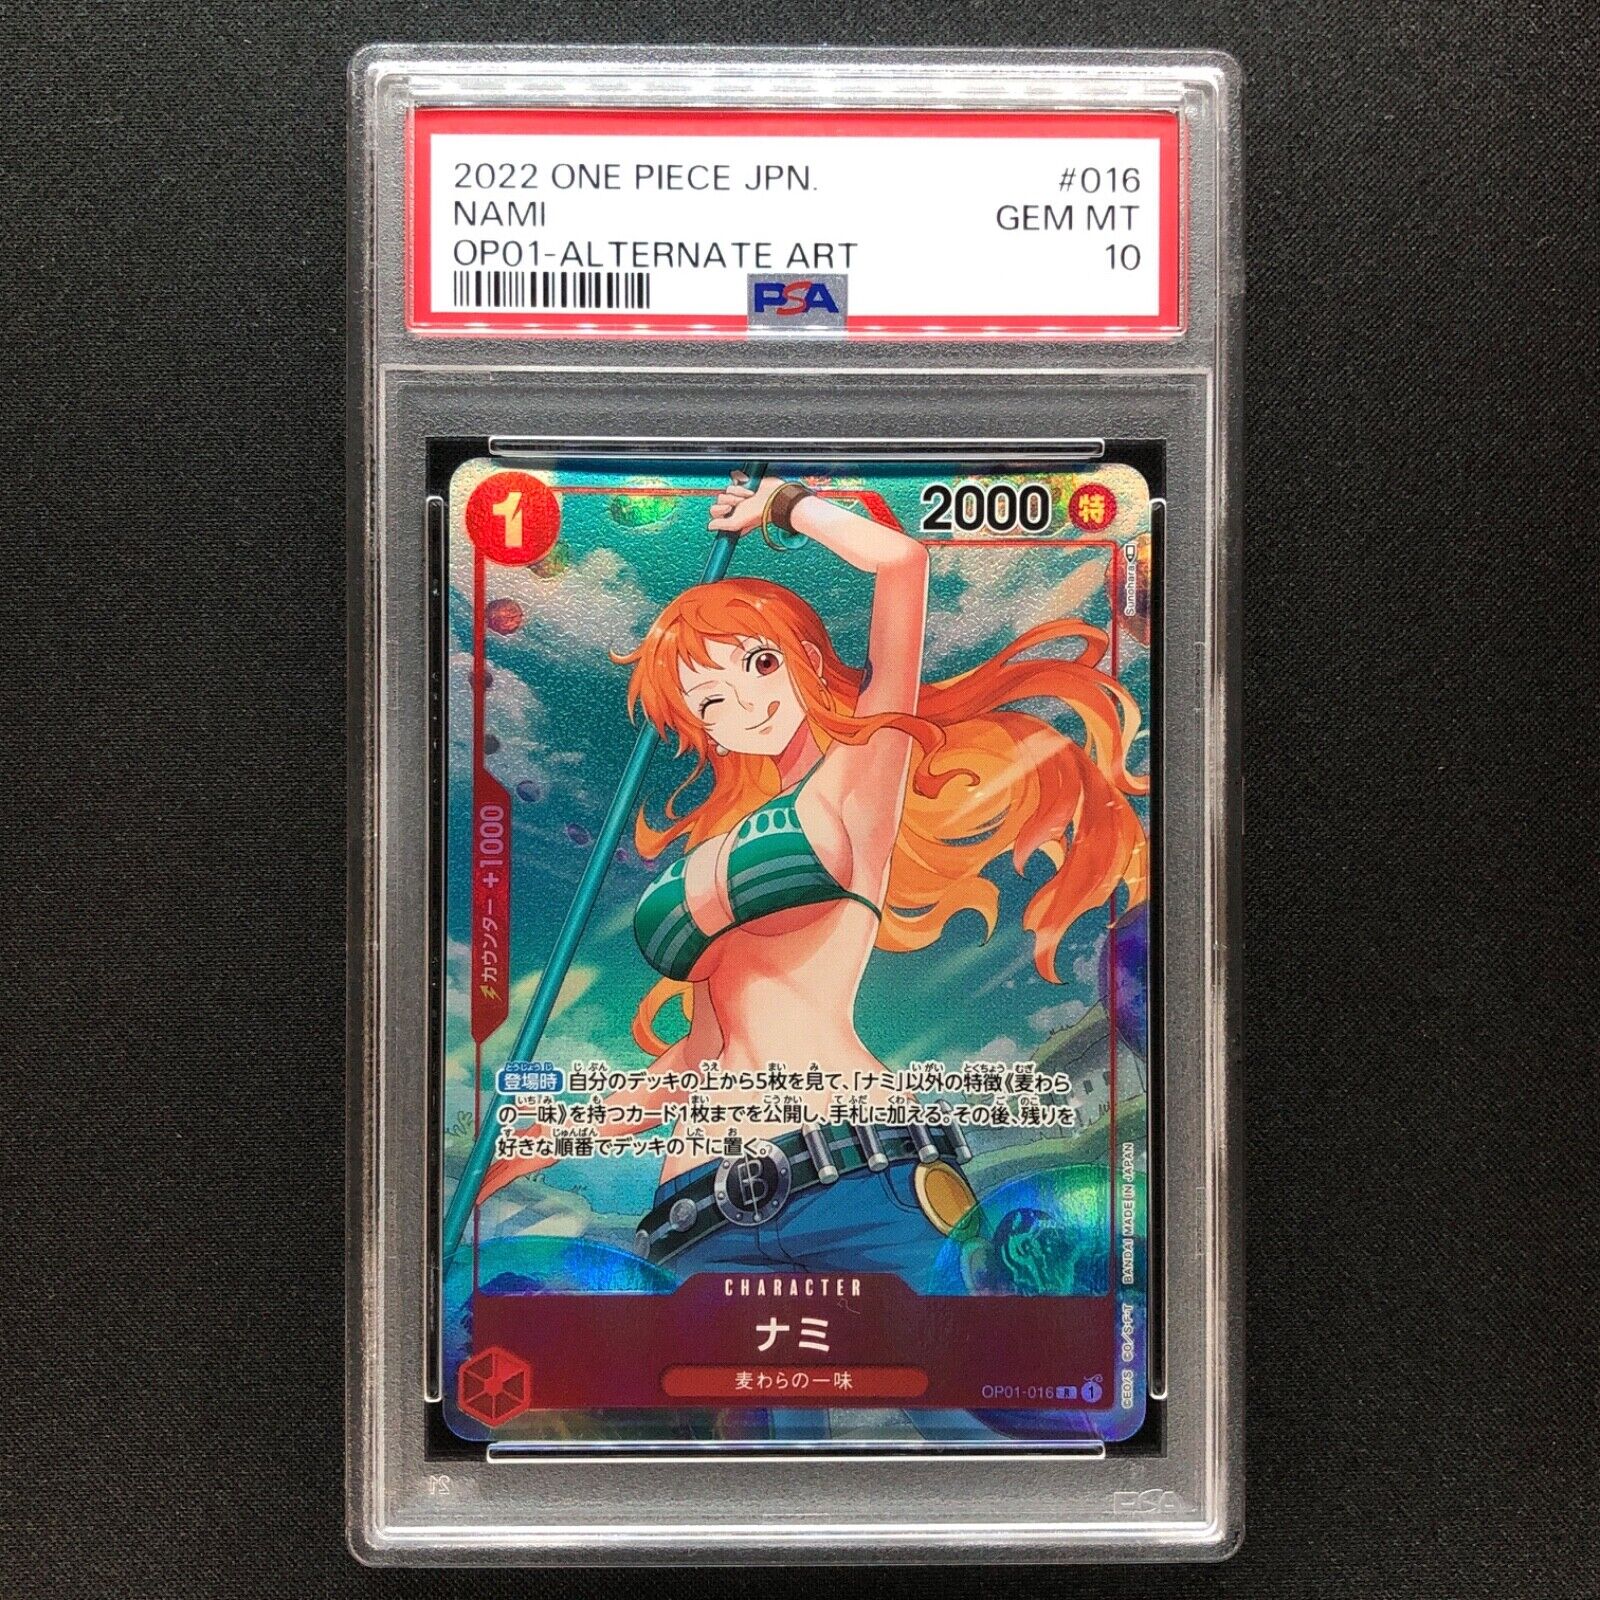 2022 ONE PIECE JPN. #016
NAMI GEM MT
OP01-ALTERNATE ART 10
PSA
1
2000 特
Sunohara
カウンター +1000
登場時 自分のデッキの上から5枚を見て、「ナミ」以外の特徴《麦わら
の一味》を持つカード1枚までを公開し、手札に加える。その後、残りを
好きな順番でデッキの下に置く。
B
CHARACTER
ナミ
麦わらの一味
OP01-016 R 1
BANDAI MADE IN JAPAN
PSA